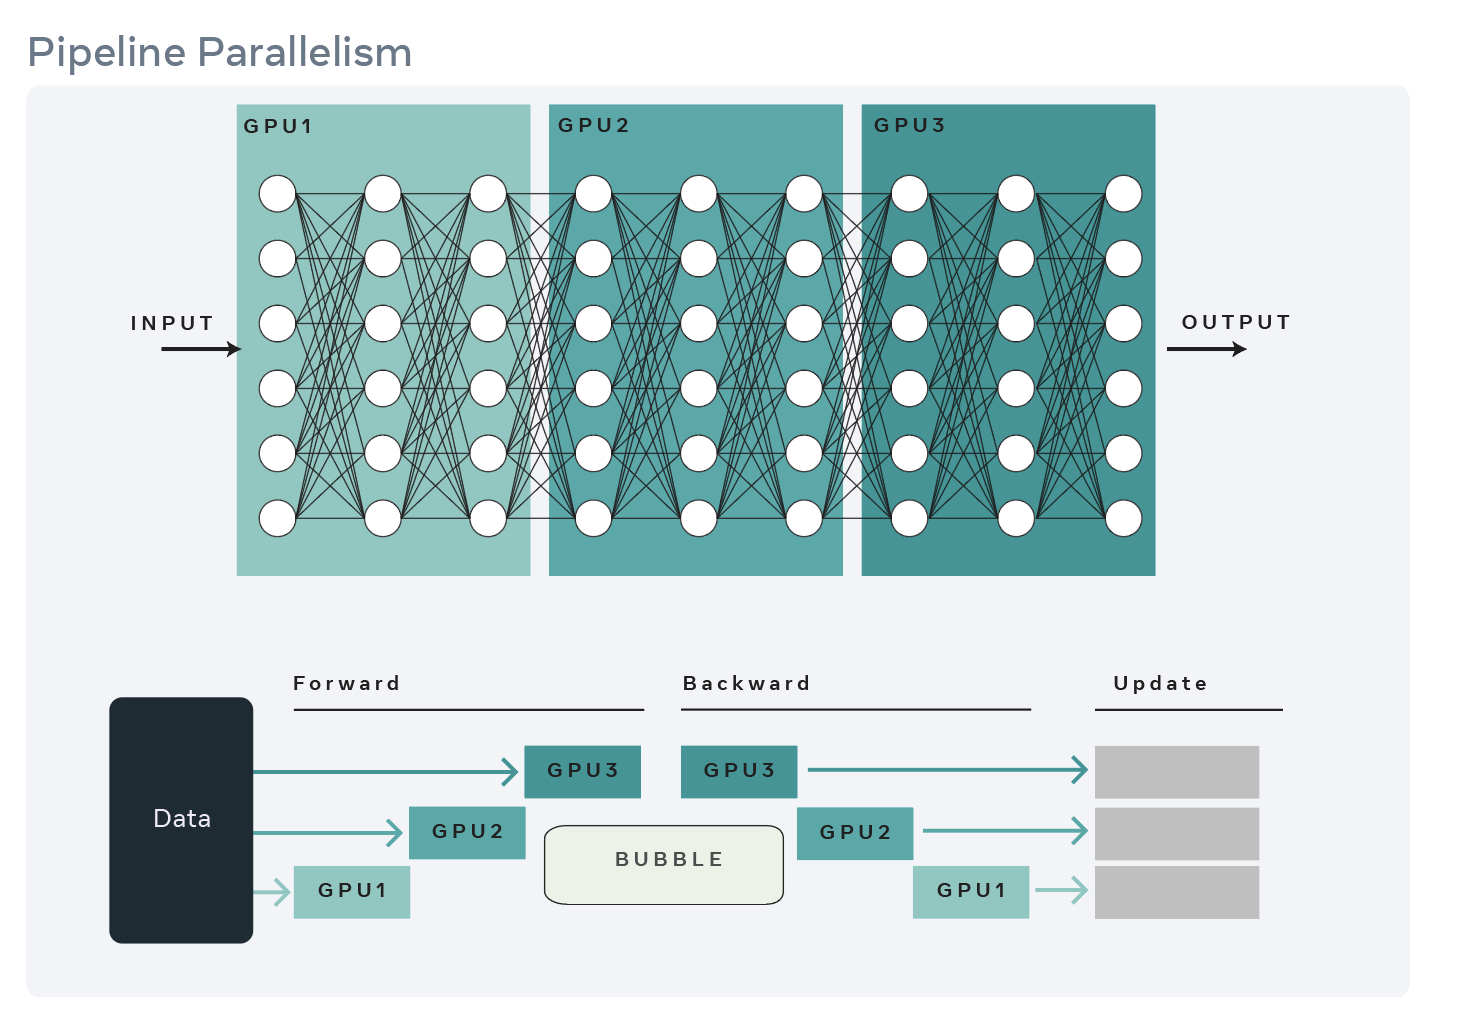 Pipeline Parallelism
GPU1
GPU2
GPU3
INPUT
OUTPUT
Forward
Backward
Update
Data
GPU3
GPU3
GPU2
GPU2
BUBBLE
GPU1
GPU1